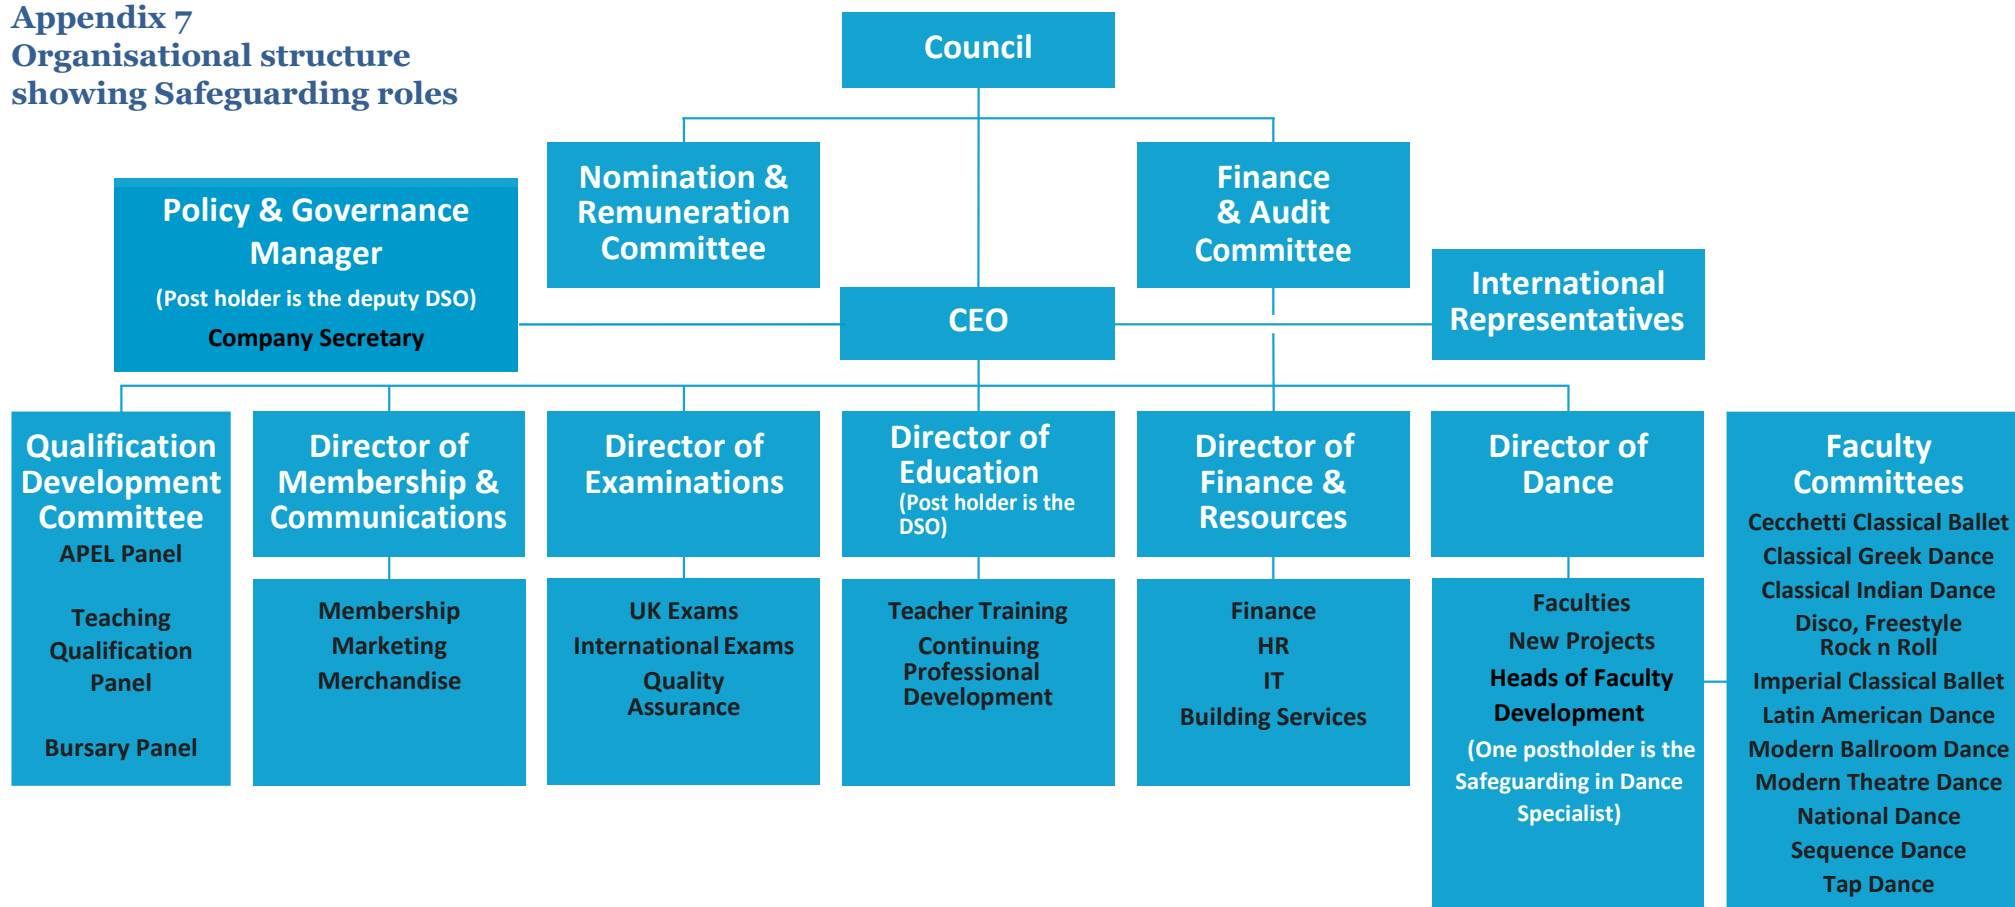 Appendix 7
Organisational structure
showing Safeguarding roles
Council
Nomination &
Remuneration
Committee
Finance
& Audit
Committee
Policy & Governance
Manager
(Post holder is the deputy DSO)
Company Secretary
CEO
International
Representatives
Qualification
Development
Committee
APEL Panel
Teaching
Qualification
Panel
Bursary Panel
Director of
Membership &
Communications
Membership
Marketing
Merchandise
Director of
Examinations
UK Exams
International Exams
Quality
Assurance
Director of
Education
(Post holder is the
DSO)
Teacher Training
Continuing
Professional
Development
Director of
Finance &
Resources
Finance
HR
IT
Building Services
Director of
Dance
Faculties
New Projects
Heads of Faculty
Development
(One postholder is the
Safeguarding in Dance
Specialist)
Faculty
Committees
Cecchetti Classical Ballet
Classical Greek Dance
Classical Indian Dance
Disco, Freestyle
Rock n Roll
Imperial Classical Ballet
Latin American Dance
Modern Ballroom Dance
Modern Theatre Dance
National Dance
Sequence Dance
Tap Dance